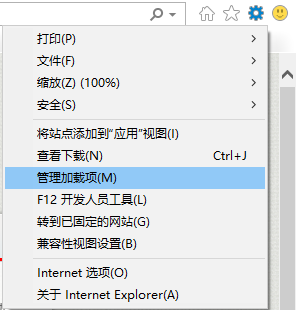 打印(P)
文件(F)
缩放(Z) (100%)
安全(S)
将站点添加到“应用”视图(I)
查看下载(N) Ctrl+J
管理加载项(M)
F12 开发人员工具(L)
转到已固定的网站(G)
兼容性视图设置(B)
Internet 选项(O)
关于 Internet Explorer(A)